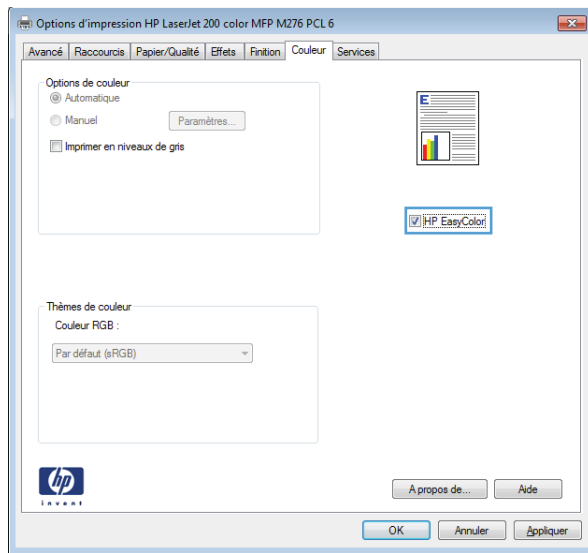 Options d'impression HP LaserJet 200 color MFP M276 PCL 6
Avancé Raccourcis Papier/Qualité Effets Finition Couleur Services
Options de couleur
Automatique
Manuel Paramètres...
Imprimer en niveaux de gris
E
HP EasyColor
Thèmes de couleur
Couleur RGB :
Par défaut (sRGB)
hp
invent
A propos de... Aide
OK Annuler Appliquer